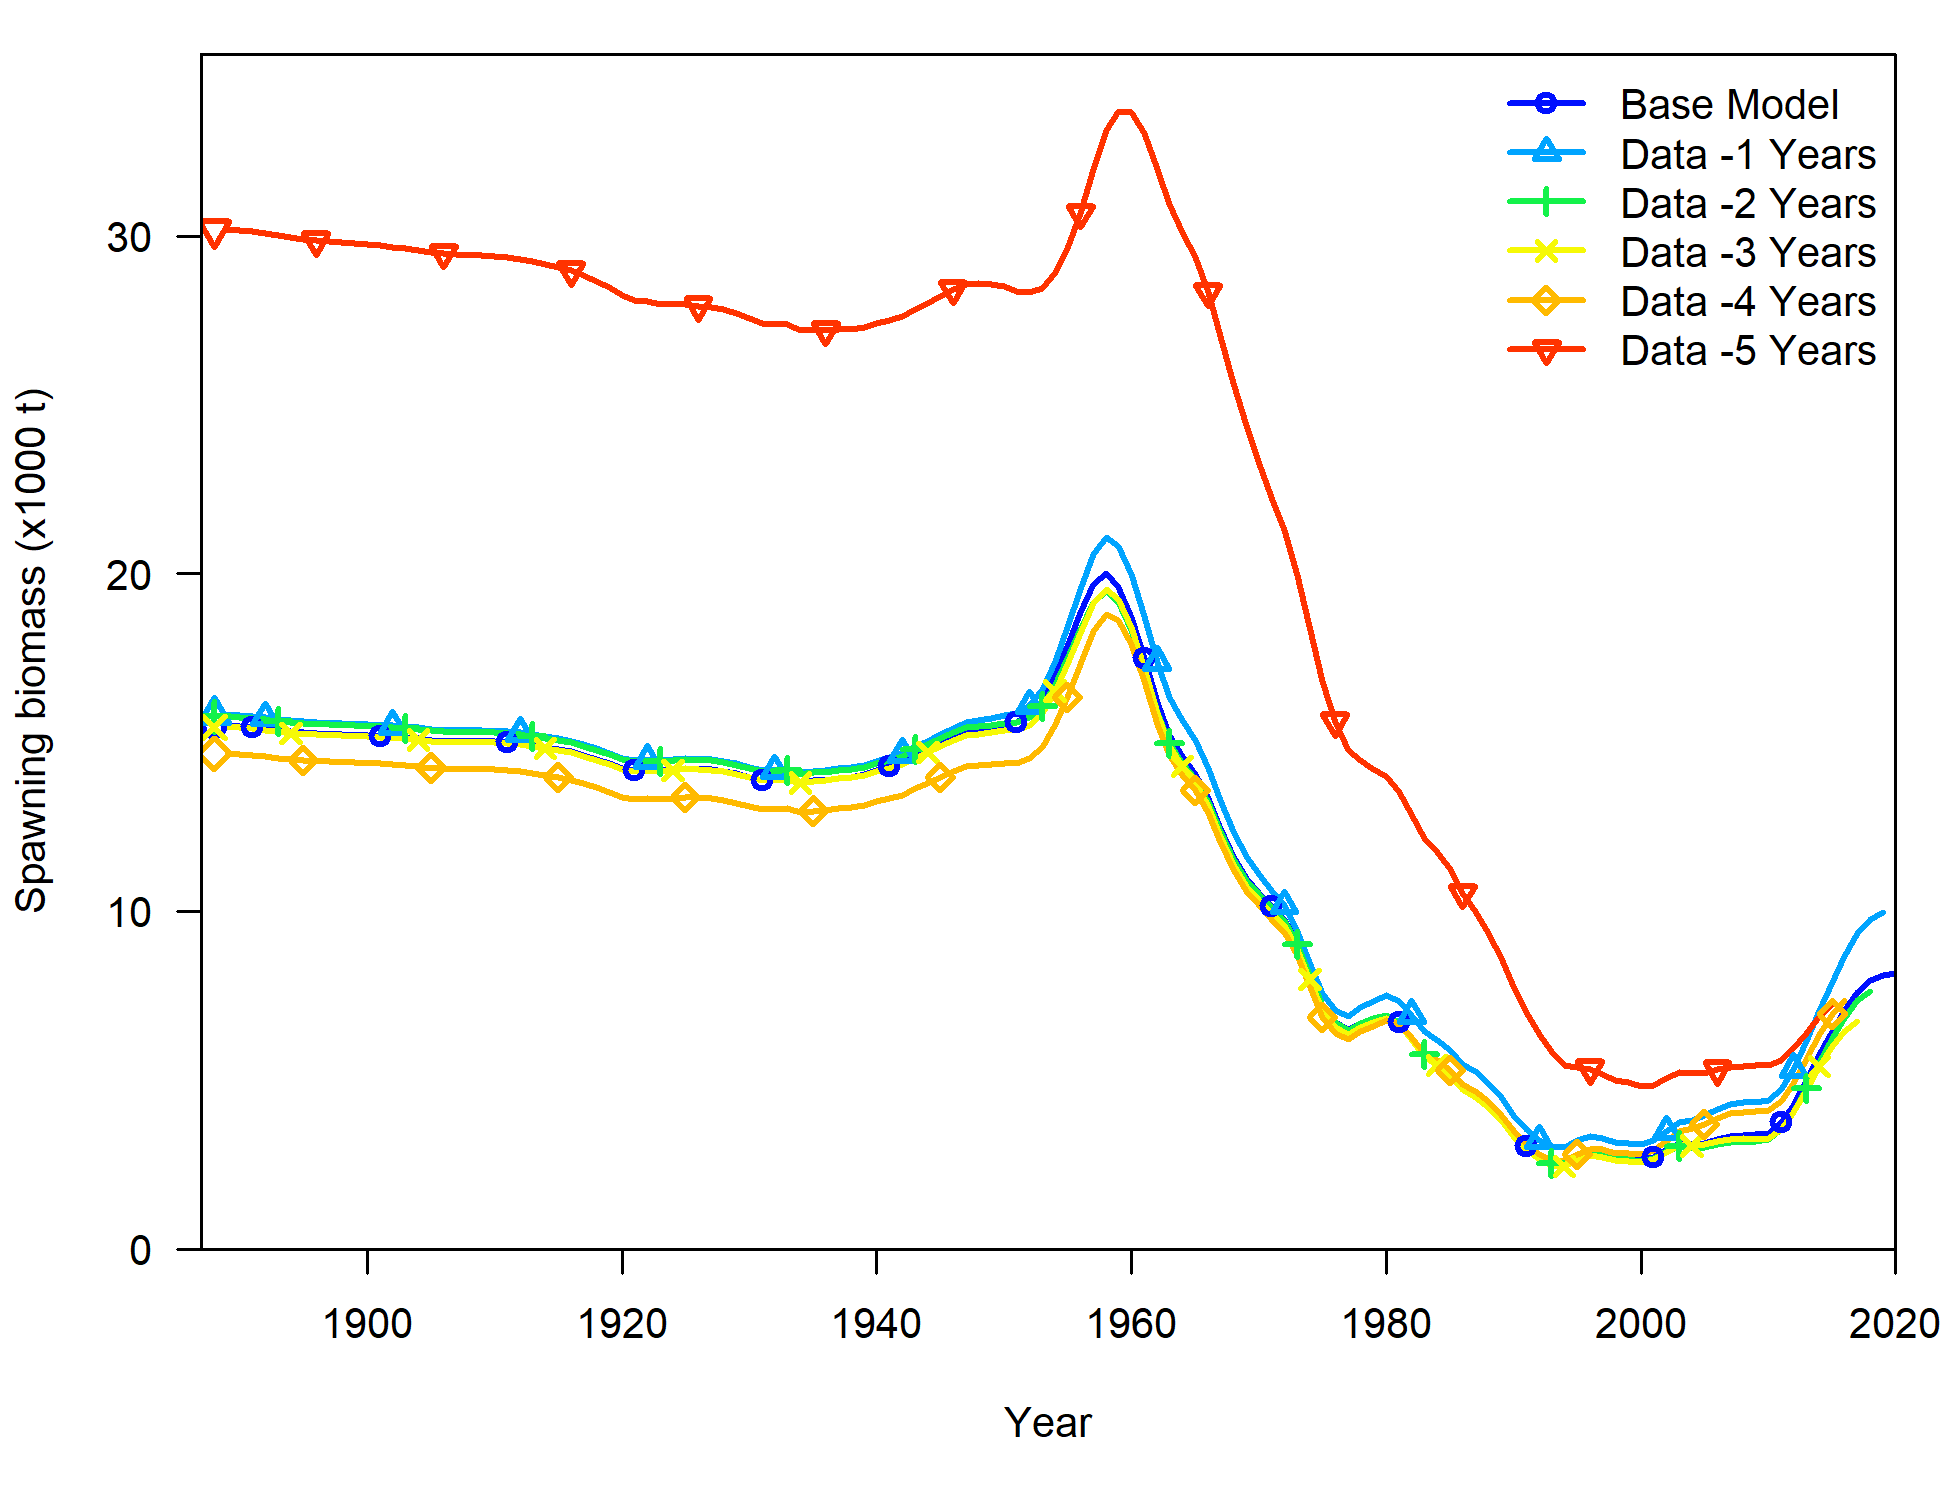 Base Model
Data -1 Years
Data -2 Years
Data -3 Years
Data -4 Years
Data -5 Years
Spawning biomass (x1000 t)
30
20
10
0
1900 1920 1940 1960 1980 2000 2020
Year